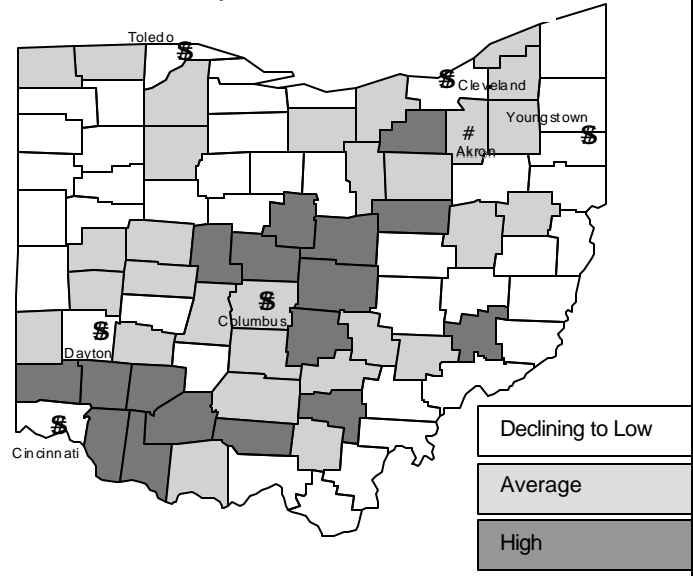 Toledo
Cleveland
Youngstown
#
Akron
Columbus
Dayton
Cincinnati
Declining to Low
Average
High